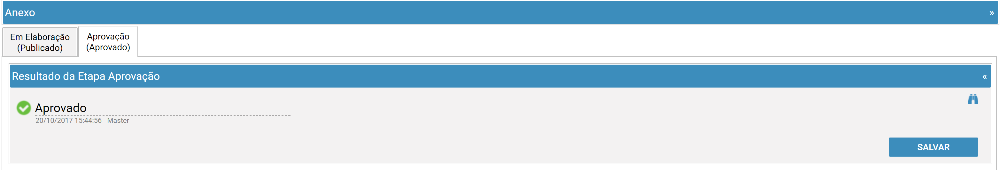 Anexo »
Em Elaboração
(Publicado)
Aprovação
(Aprovado)
Resultado da Etapa Aprovação «
Aprovado
20/10/2017 15:44:56 - Master
SALVAR